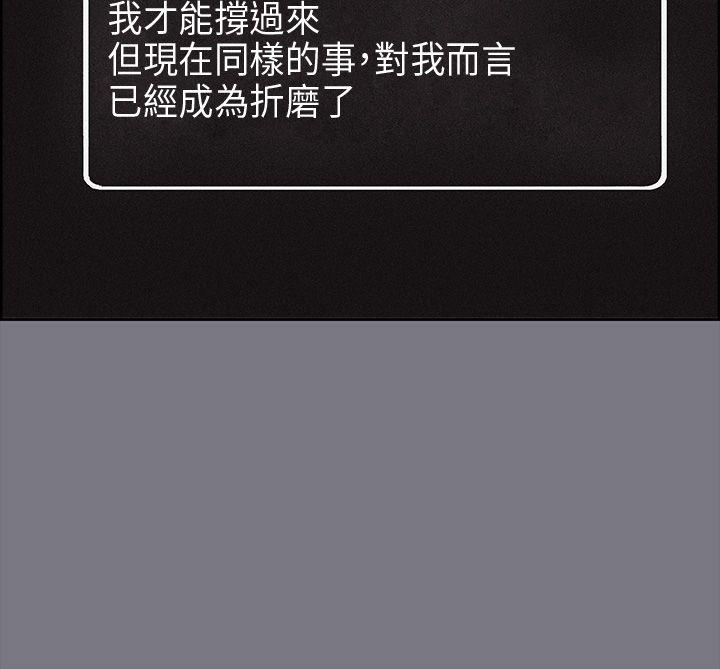 我才能撐過來
但現在同樣的事，對我而言
已經成為折磨了